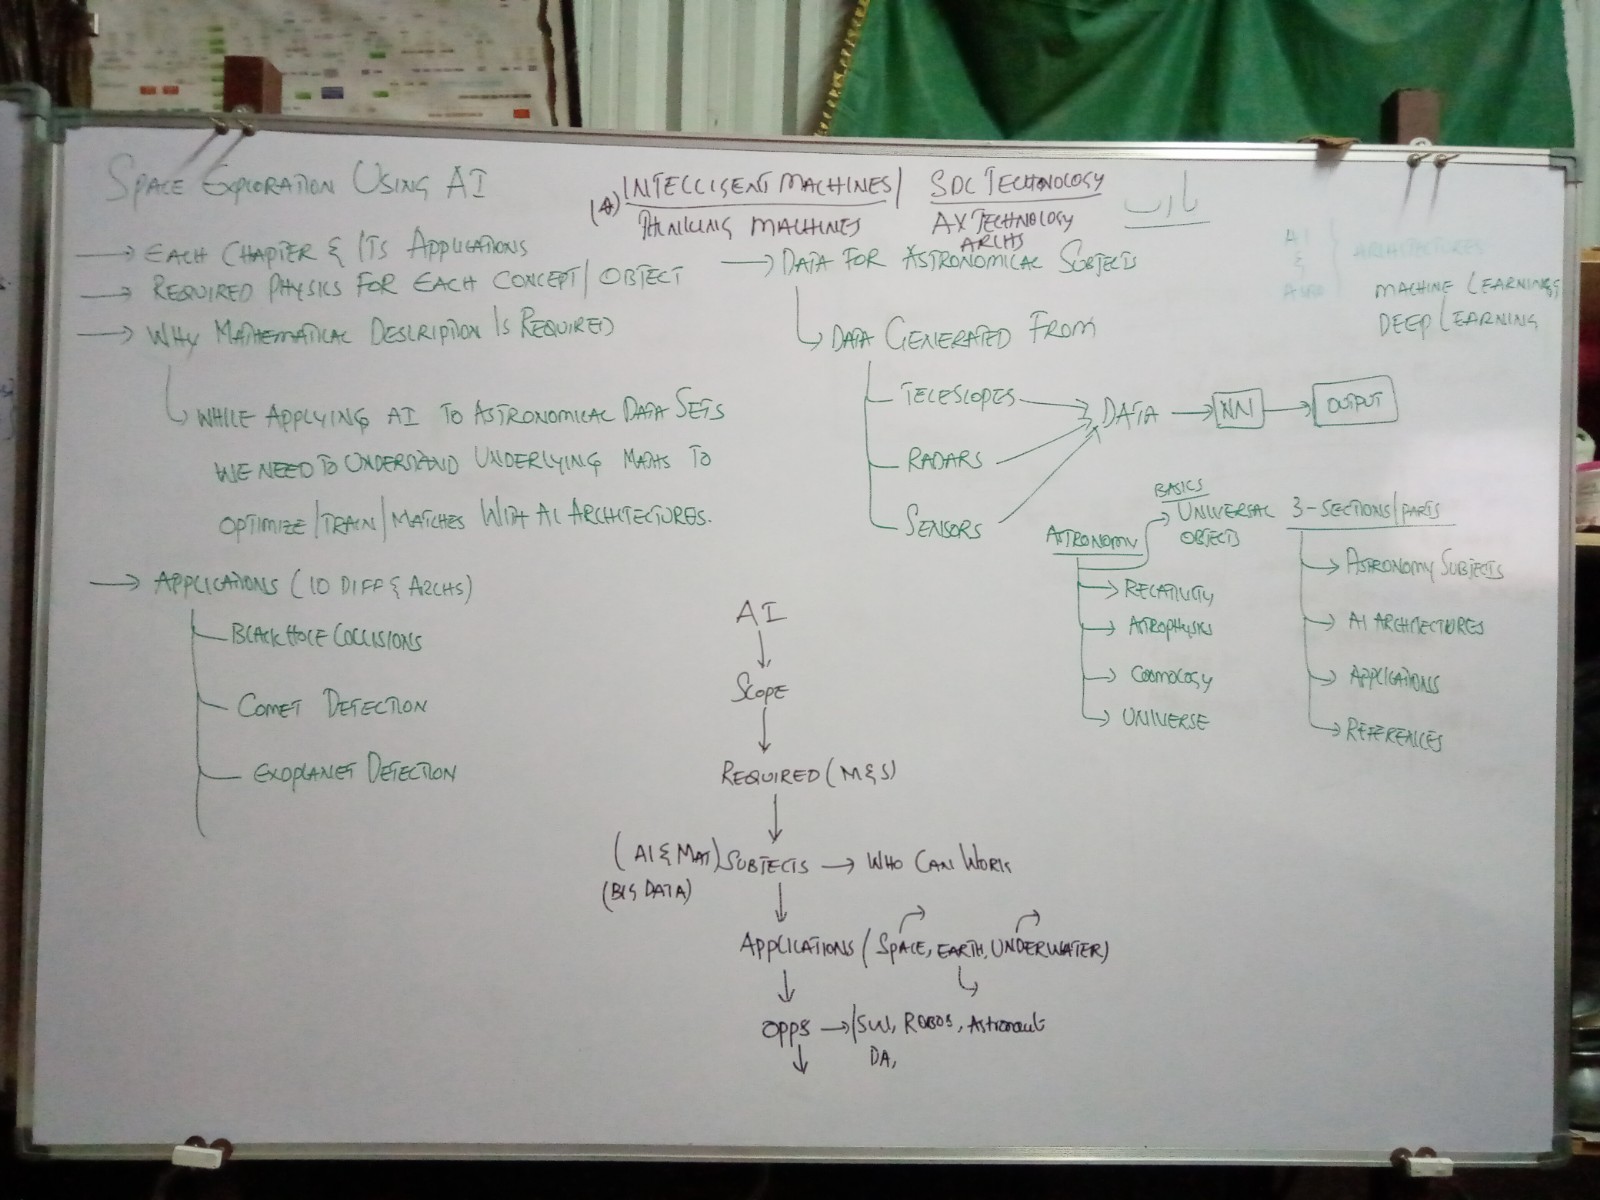 SPACE EXPLORATION USING AI
(*) INTELLIGENT MACHINES / SDC TECHNOLOGY
THINKING MACHINES AX TECHNOLOGY
ARCHS
يارب
→ EACH CHAPTER & ITS APPLICATIONS
→ REQUIRED PHYSICS FOR EACH CONCEPT / OBJECT
→ WHY MATHEMATICAL DESCRIPTION IS REQUIRED
WHILE APPLYING AI TO ASTRONOMICAL DATA SETS
WE NEED TO UNDERSTAND UNDERLYING MATHS TO
OPTIMIZE / TRAIN / MATCHES WITH AI ARCHITECTURES.
→ APPLICATIONS (10 DIFF & ARCHS)
BLACK HOLE COLLISIONS
COMET DETECTION
EXOPLANET DETECTION
→ DATA FOR ASTRONOMICAL SUBJECTS
DATA GENERATED FROM
TELESCOPES → DATA → NN → OUTPUT
RADARS
SENSORS
AI
&
ARCHITECTURES
MACHINE LEARNING
DEEP LEARNING
ASTRONOMY
BASICS
UNIVERSAL
OBJECTS
→ RELATIVITY
→ ASTROPHYSICS
→ COSMOLOGY
→ UNIVERSE
3-SECTIONS / PARTS
→ ASTRONOMY SUBJECTS
→ AI ARCHITECTURES
→ APPLICATIONS
→ REFERENCES
AI
SCOPE
REQUIRED (M & S)
(AI & MAT) SUBJECTS → WHO CAN WORK
(BIG DATA)
APPLICATIONS (SPACE, EARTH, UNDERWATER)
OPPS → / SW, ROBOS, Astronaut
DA,